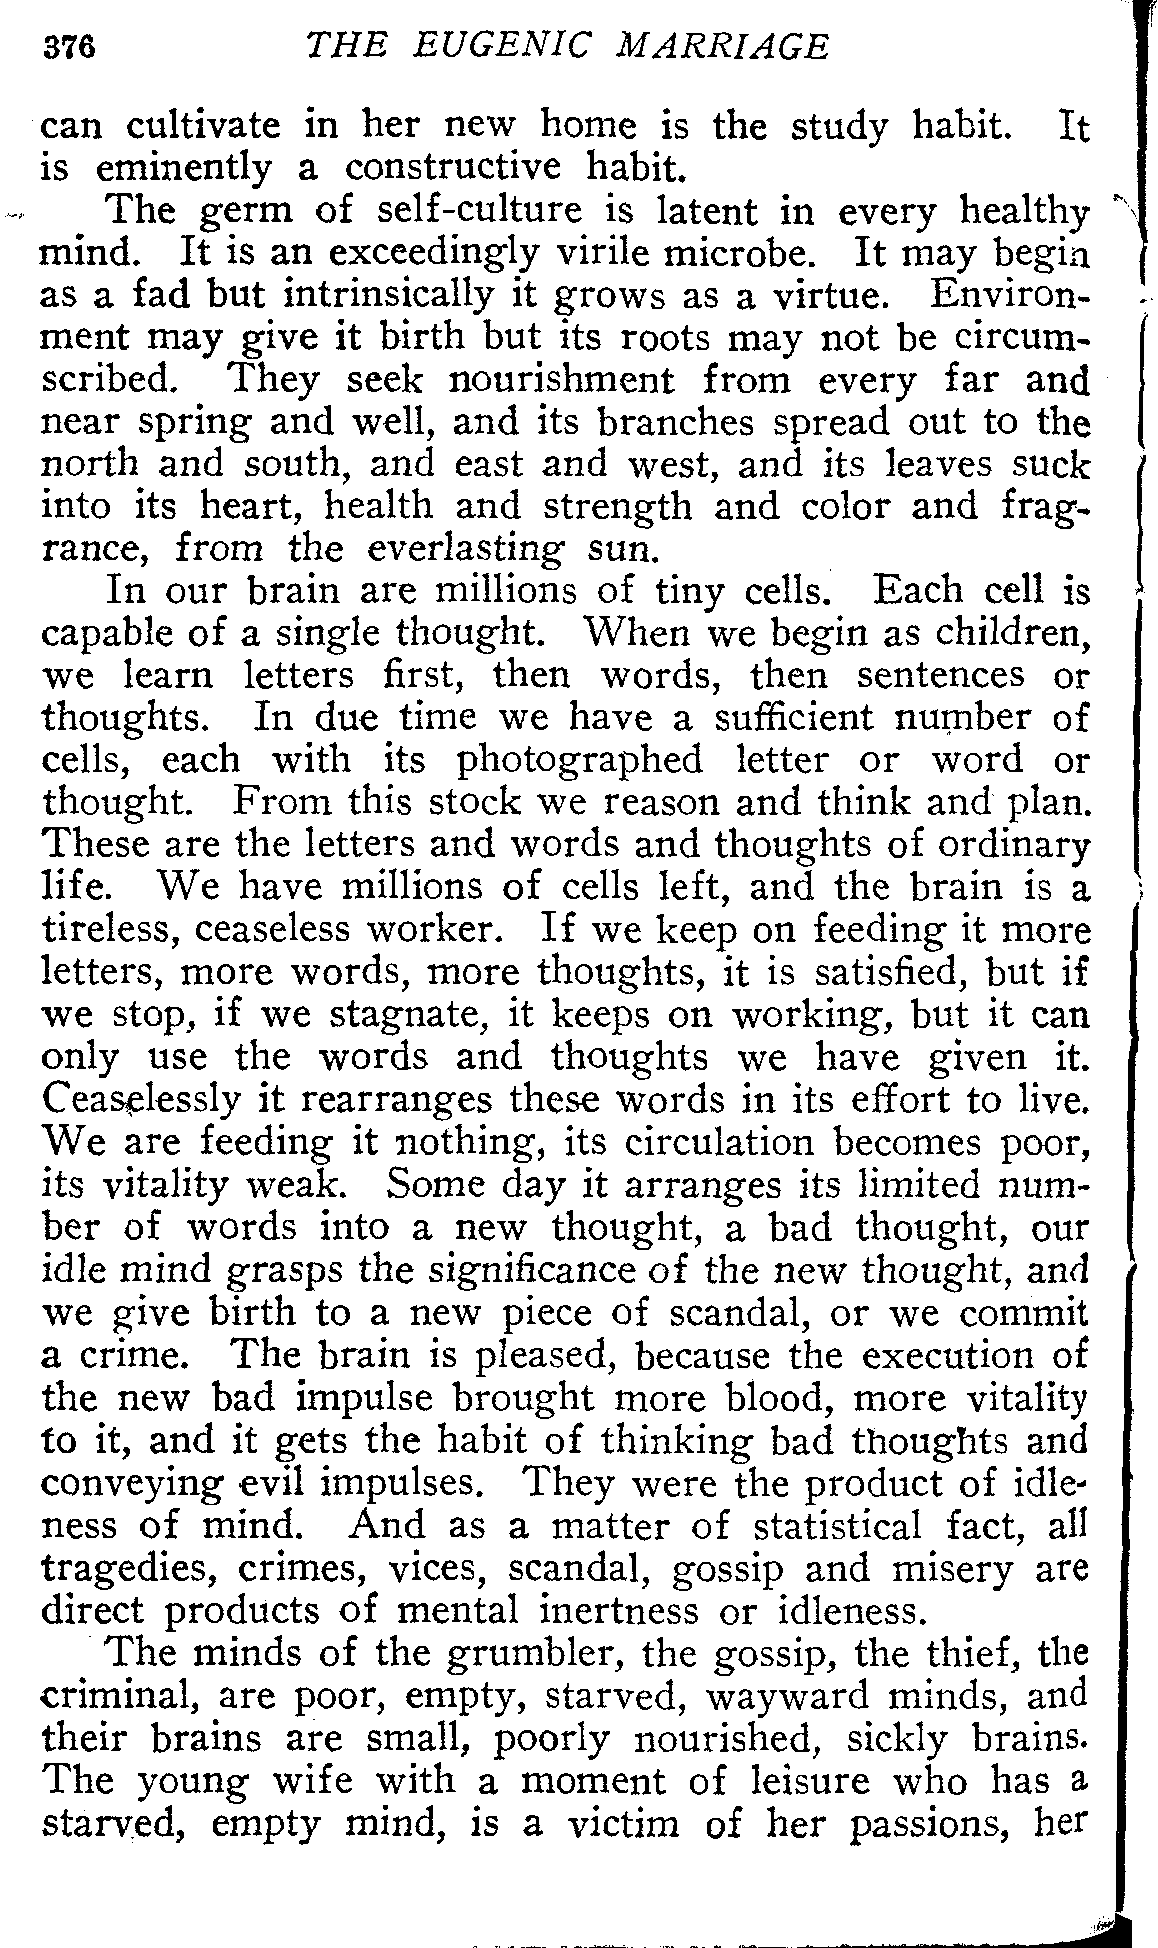 376 THE EUGENIC MARRIAGE
can cultivate in her new home is the study habit. It
is eminently a constructive habit.
The germ of self-culture is latent in every healthy
mind. It is an exceedingly virile microbe. It may begin
as a fad but intrinsically it grows as a virtue. Environ-
ment may give it birth but its roots may not be circum-
scribed. They seek nourishment from every far and
near spring and well, and its branches spread out to the
north and south, and east and west, and its leaves suck
into its heart, health and strength and color and frag-
rance, from the everlasting sun.
In our brain are millions of tiny cells. Each cell is
capable of a single thought. When we begin as children,
we learn letters first, then words, then sentences or
thoughts. In due time we have a sufficient number of
cells, each with its photographed letter or word or
thought. From this stock we reason and think and plan.
These are the letters and words and thoughts of ordinary
life. We have millions of cells left, and the brain is a
tireless, ceaseless worker. If we keep on feeding it more
letters, more words, more thoughts, it is satisfied, but if
we stop, if we stagnate, it keeps on working, but it can
only use the words and thoughts we have given it.
Ceaselessly it rearranges these words in its effort to live.
We are feeding it nothing, its circulation becomes poor,
its vitality weak. Some day it arranges its limited num-
ber of words into a new thought, a bad thought, our
idle mind grasps the significance of the new thought, and
we give birth to a new piece of scandal, or we commit
a crime. The brain is pleased, because the execution of
the new bad impulse brought more blood, more vitality
to it, and it gets the habit of thinking bad thoughts and
conveying evil impulses. They were the product of idle-
ness of mind. And as a matter of statistical fact, all
tragedies, crimes, vices, scandal, gossip and misery are
direct products of mental inertness or idleness.
The minds of the grumbler, the gossip, the thief, the
criminal, are poor, empty, starved, wayward minds, and
their brains are small, poorly nourished, sickly brains.
The young wife with a moment of leisure who has a
starved, empty mind, is a victim of her passions, her